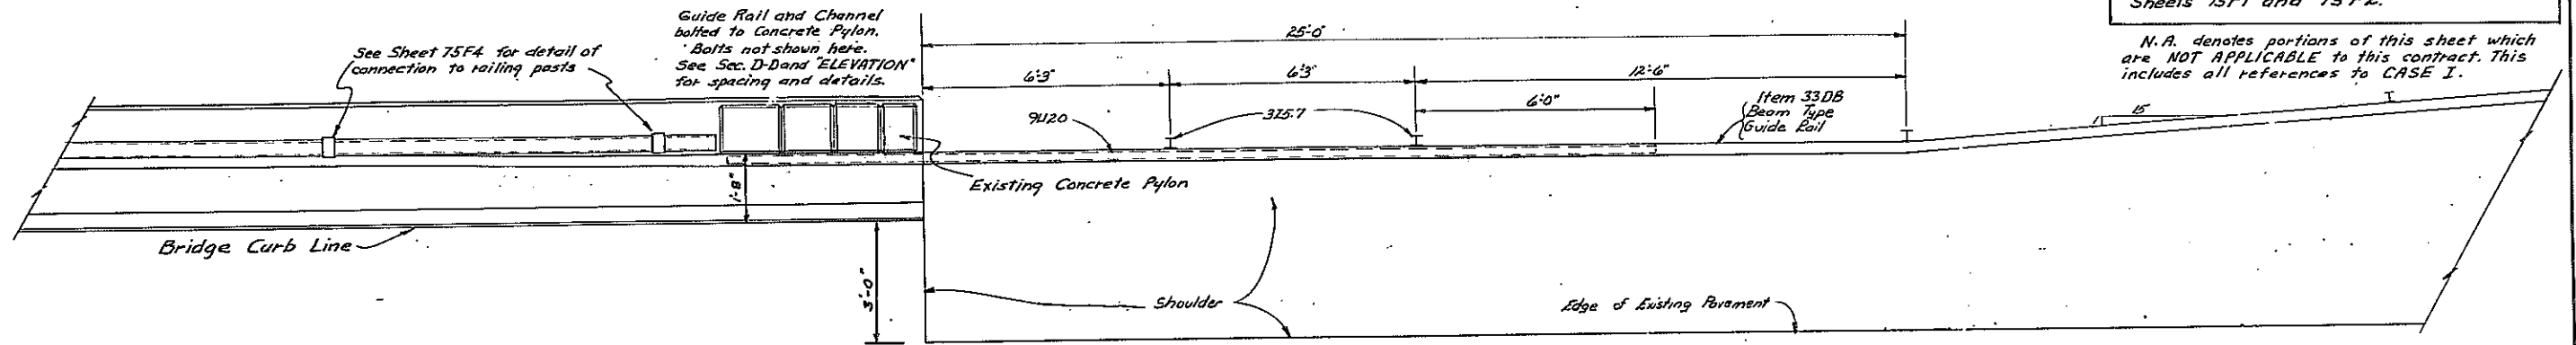 Guide Rail and Channel
bolted to Concrete Pylon.
Bolts not shown here.
See Sec. D-D and "ELEVATION"
for spacing and details.
See Sheet 75F4 for detail of
connection to railing posts
25'-0"
Sheets 75F1 and 75F2.
N.A. denotes portions of this sheet which
are NOT APPLICABLE to this contract. This
includes all references to CASE I.
6'-3"
6'-3"
12'-6"
6'-0"
Item 33DB
Beam Type
Guide Rail
15
1
9U20
3I5.7
Existing Concrete Pylon
1'-8"
Bridge Curb Line
3'-0"
Shoulder
Edge of Existing Pavement